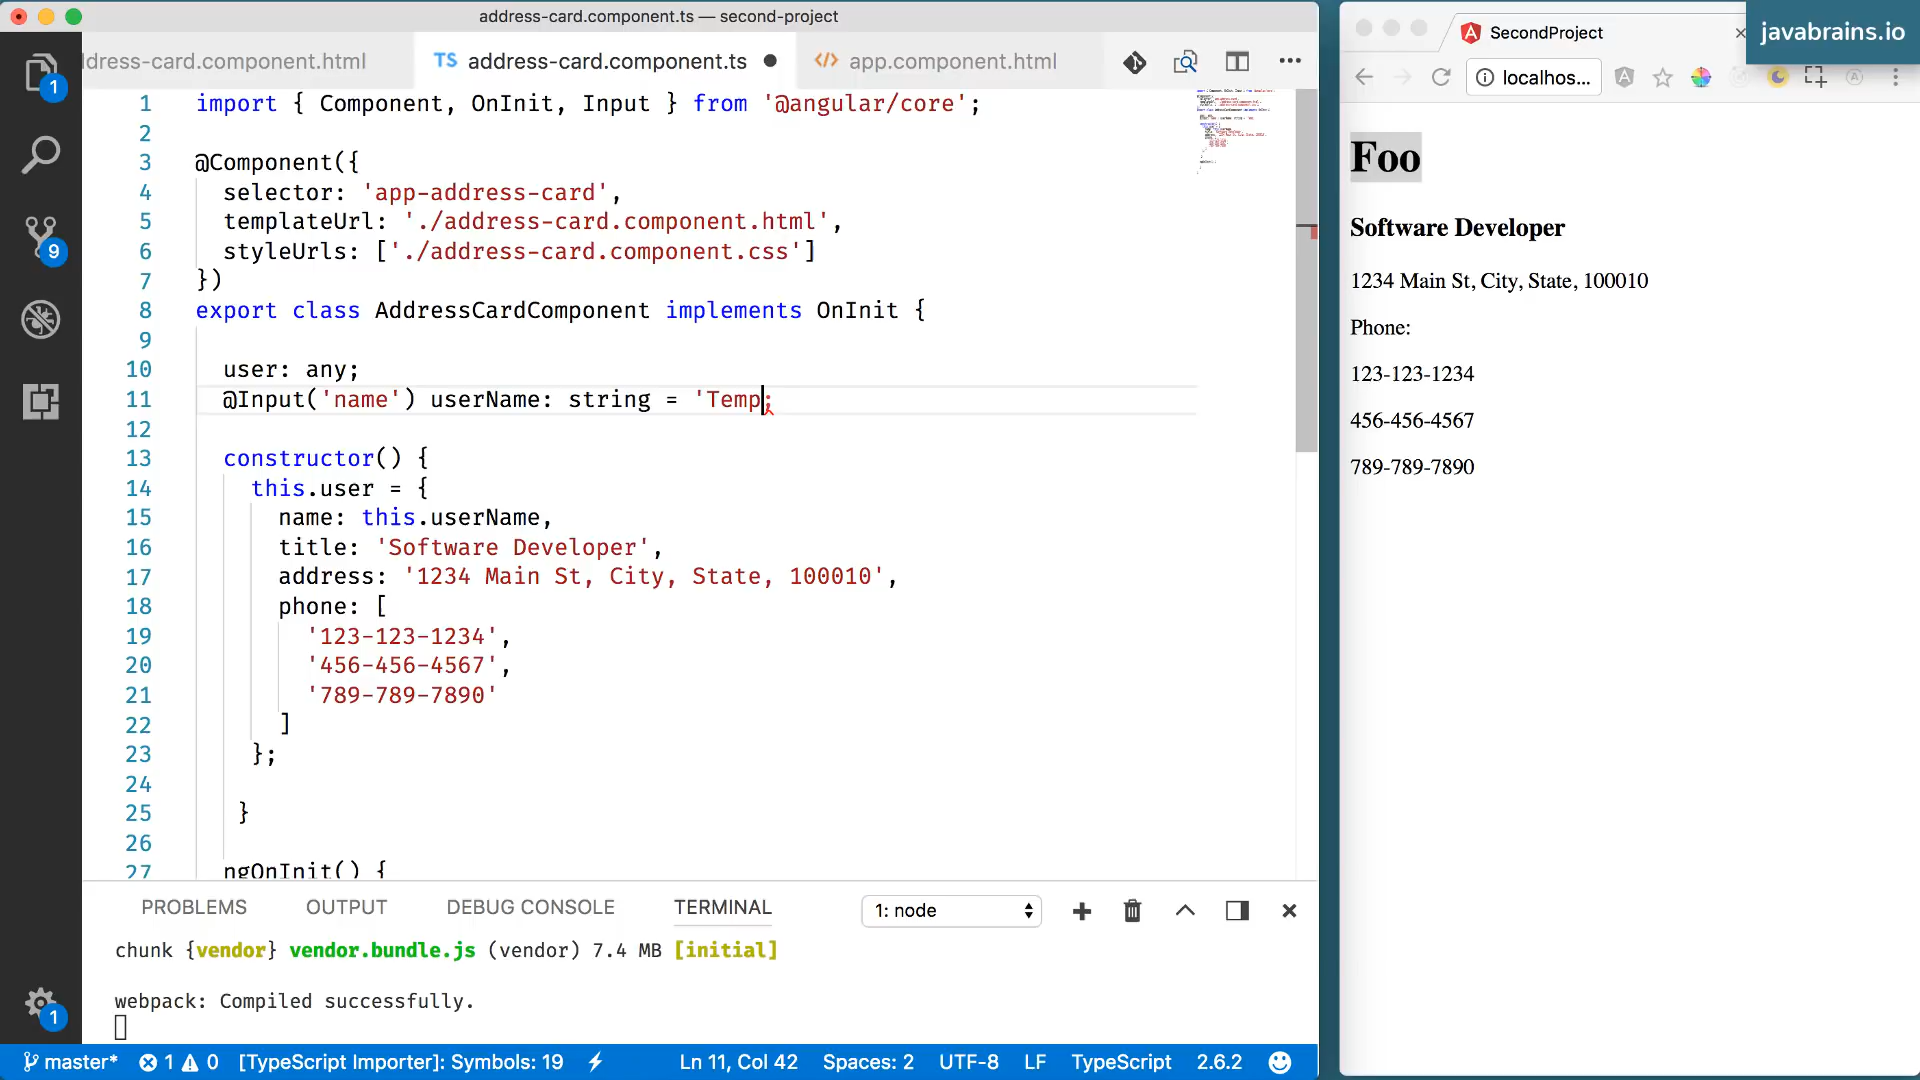 address-card.component.ts — second-project
dress-card.component.html
TS address-card.component.ts
app.component.html
1 import { Component, OnInit, Input } from '@angular/core';
2
3 @Component({
4 selector: 'app-address-card',
5 templateUrl: './address-card.component.html',
6 styleUrls: ['./address-card.component.css']
7 })
8 export class AddressCardComponent implements OnInit {
9
10 user: any;
11 @Input('name') userName: string = 'Temp;
12
13 constructor() {
14 this.user = {
15 name: this.userName,
16 title: 'Software Developer',
17 address: '1234 Main St, City, State, 100010',
18 phone: [
19 '123-123-1234',
20 '456-456-4567',
21 '789-789-7890'
22 ]
23 };
24
25 }
26
27 ngOnInit() {
1
9
1
PROBLEMS OUTPUT DEBUG CONSOLE TERMINAL 1: node
chunk {vendor} vendor.bundle.js (vendor) 7.4 MB [initial]
webpack: Compiled successfully.
master* 1 0 [TypeScript Importer]: Symbols: 19 Ln 11, Col 42 Spaces: 2 UTF-8 LF TypeScript 2.6.2
SecondProject
javabrains.io
localhos...
Foo
Software Developer
1234 Main St, City, State, 100010
Phone:
123-123-1234
456-456-4567
789-789-7890